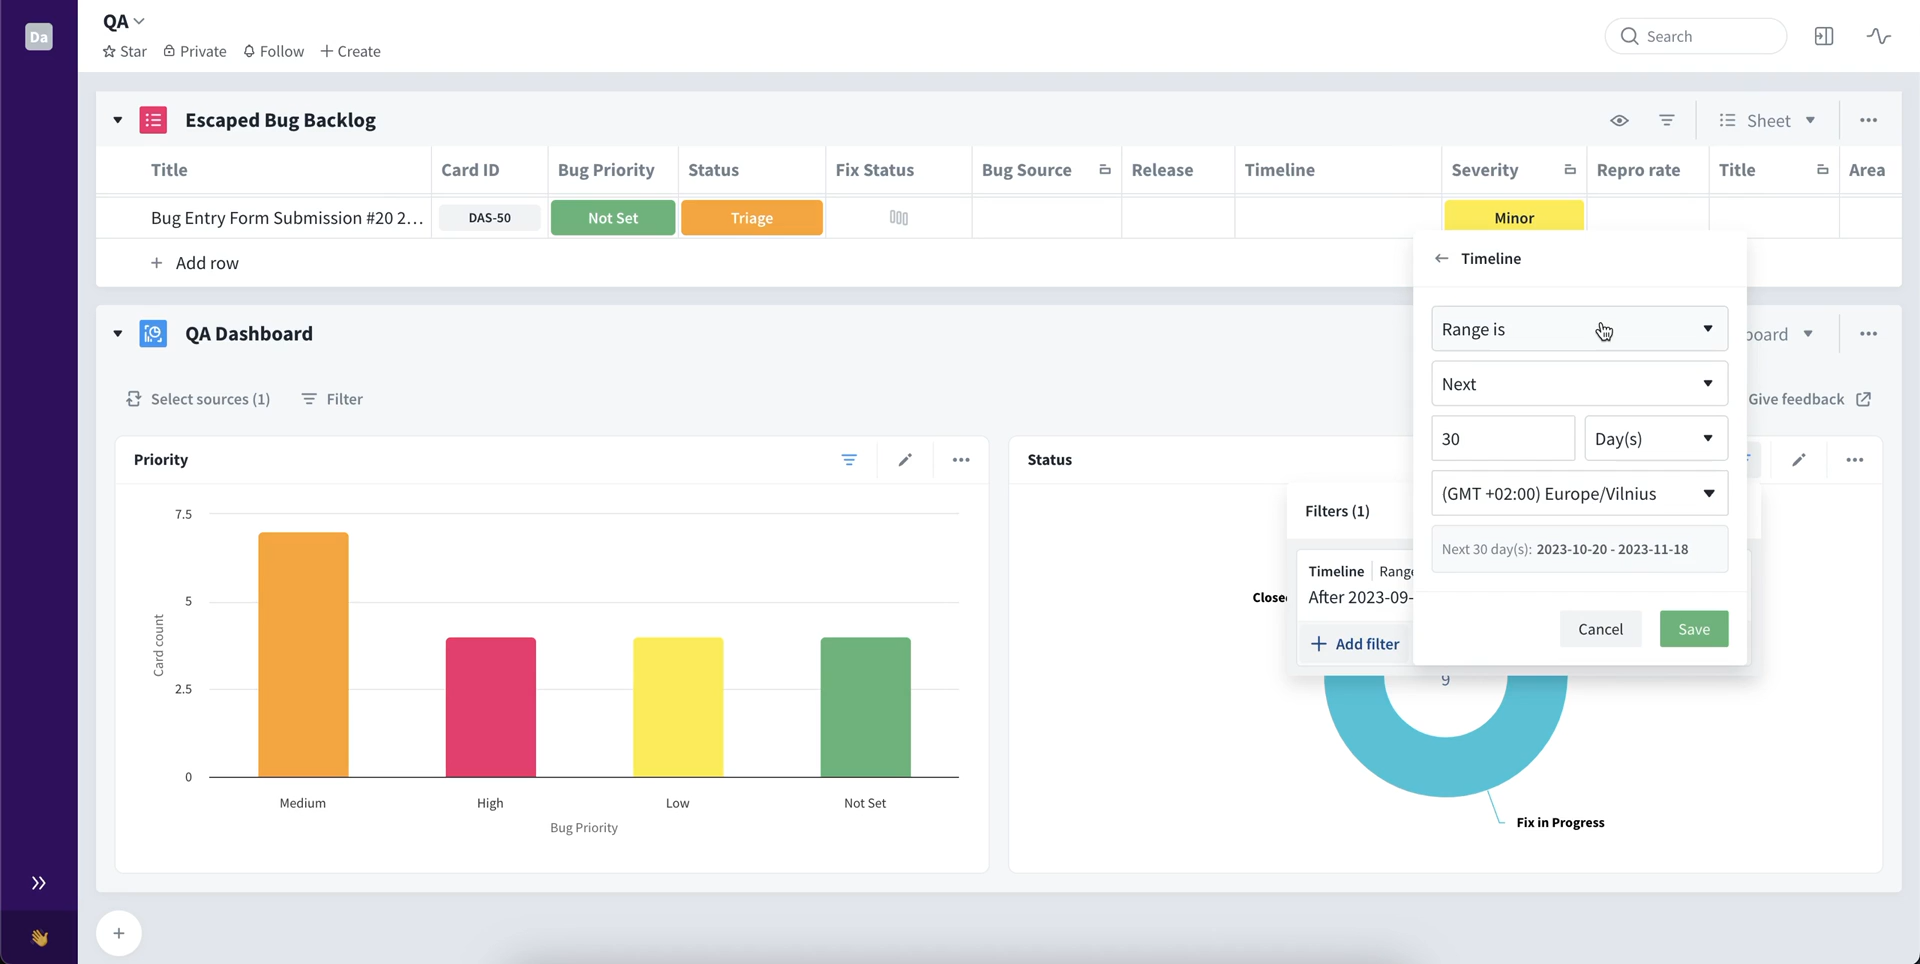 Da
QA
Star Private Follow + Create
Search
Escaped Bug Backlog
Sheet
Title Card ID Bug Priority Status Fix Status Bug Source Release Timeline Severity Repro rate Title Area
Bug Entry Form Submission #20 2... DAS-50 Not Set Triage Minor
+ Add row
Timeline
QA Dashboard
Range is
oard
Next
Select sources (1) Filter
Give feedback
30 Day(s)
Priority
Status
(GMT +02:00) Europe/Vilnius
Filters (1)
Next 30 day(s): 2023-10-20 - 2023-11-18
Timeline Range
After 2023-09-
Close
Cancel Save
+ Add filter
9
Fix in Progress
7.5
5
2.5
0
Card count
Medium High Low Not Set
Bug Priority
+